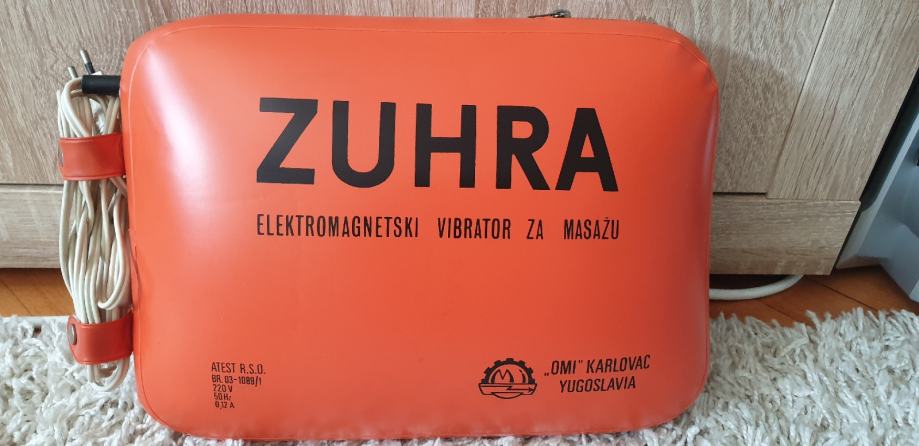 ZUHRA
ELEKTROMAGNETSKI VIBRATOR ZA MASAŽU
ATEST R.S.O.
BR. 03-1089/1
220 V
50 Hz
0,12 A
„OMI” KARLOVAC
YUGOSLAVIA